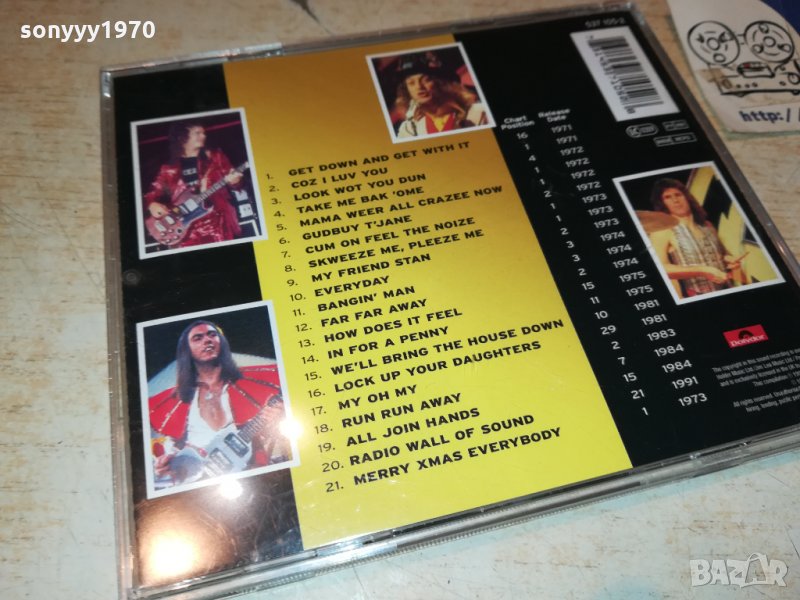 sonyyy1970
537 105-2
http://
Chart Position
Release Date
1. GET DOWN AND GET WITH IT 16 1971
2. COZ I LUV YOU 1 1971
3. LOOK WOT YOU DUN 4 1972
4. TAKE ME BAK 'OME 1 1972
5. MAMA WEER ALL CRAZEE NOW 1 1972
6. GUDBUY T'JANE 2 1972
7. CUM ON FEEL THE NOIZE 1 1973
8. SKWEEZE ME, PLEEZE ME 1 1973
9. MY FRIEND STAN 2 1973
10. EVERYDAY 3 1974
11. BANGIN' MAN 3 1974
12. FAR FAR AWAY 2 1974
13. HOW DOES IT FEEL 15 1975
14. IN FOR A PENNY 11 1975
15. WE'LL BRING THE HOUSE DOWN 10 1981
16. LOCK UP YOUR DAUGHTERS 29 1981
17. MY OH MY 2 1983
18. RUN RUN AWAY 7 1984
19. ALL JOIN HANDS 15 1984
20. RADIO WALL OF SOUND 21 1991
21. MERRY XMAS EVERYBODY 1 1973
Polydor
BAZAR
bg